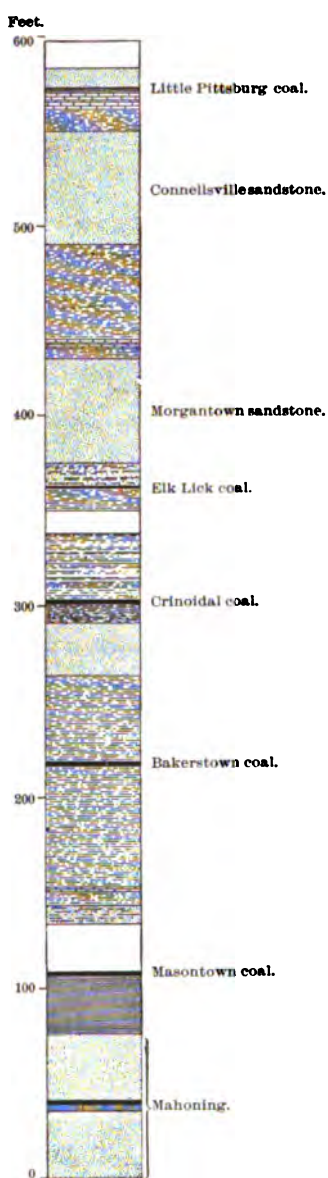 Feet.
600
Little Pittsburg coal.
Connellsville sandstone.
500
400
Morgantown sandstone.
Elk Lick coal.
300
Crinoidal coal.
Bakerstown coal.
200
Masontown coal.
100
Mahoning.
0